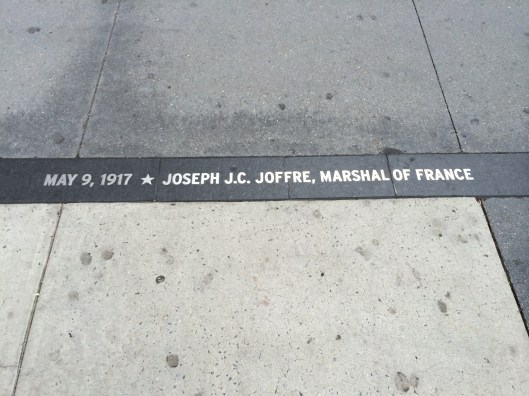 MAY 9, 1917 ★ JOSEPH J.C. JOFFRE, MARSHAL OF FRANCE